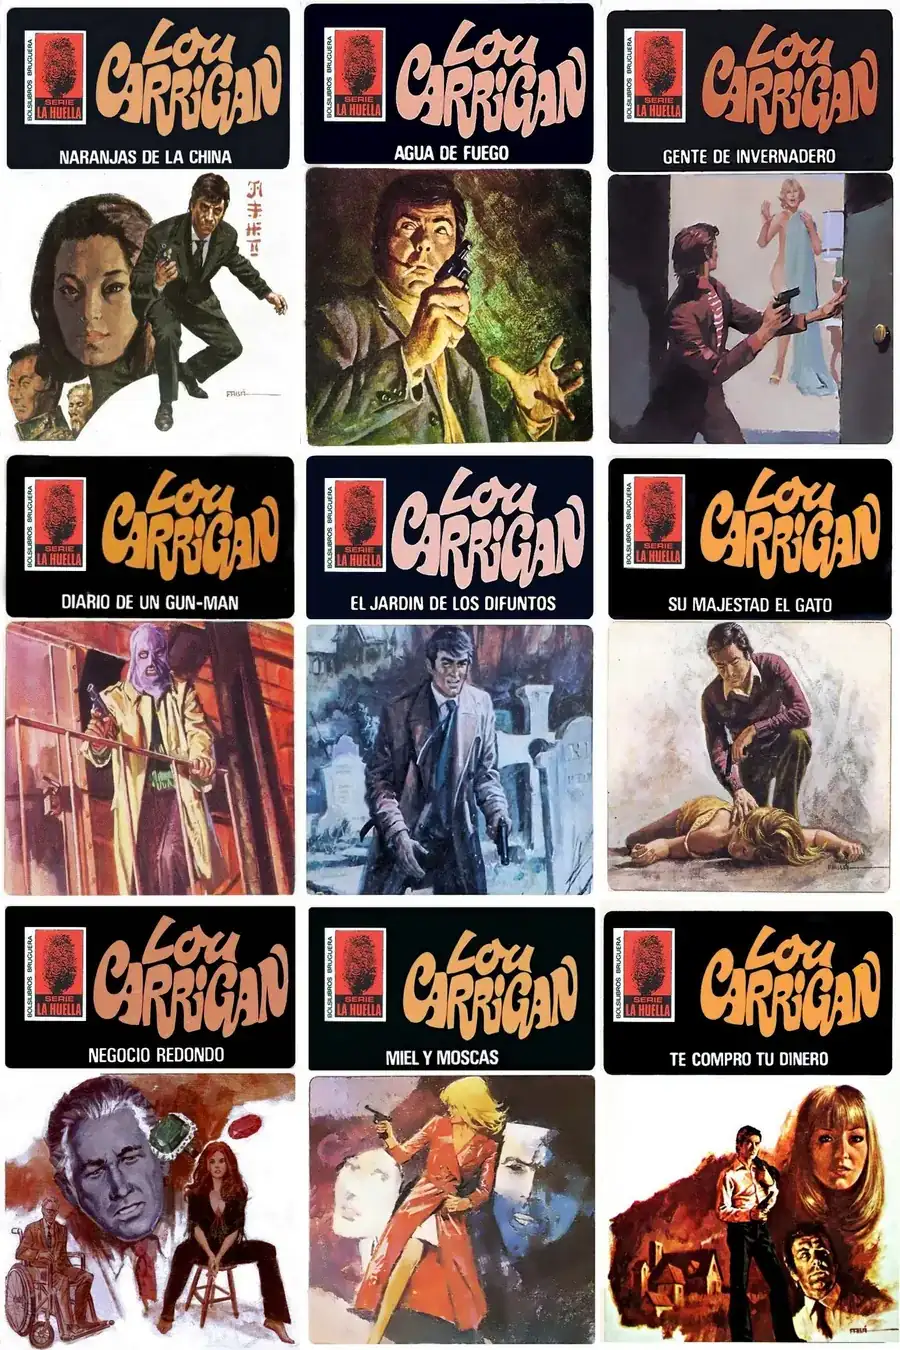 BOLSILIBROS BRUGUERA
SERIE
LA HUELLA
LOU
CARRIGAN
NARANJAS DE LA CHINA
BOLSILIBROS BRUGUERA
SERIE
LA HUELLA
LOU
CARRIGAN
AGUA DE FUEGO
BOLSILIBROS BRUGUERA
SERIE
LA HUELLA
LOU
CARRIGAN
GENTE DE INVERNADERO
BOLSILIBROS BRUGUERA
SERIE
LA HUELLA
LOU
CARRIGAN
DIARIO DE UN GUN-MAN
BOLSILIBROS BRUGUERA
SERIE
LA HUELLA
LOU
CARRIGAN
EL JARDIN DE LOS DIFUNTOS
BOLSILIBROS BRUGUERA
SERIE
LA HUELLA
LOU
CARRIGAN
SU MAJESTAD EL GATO
BOLSILIBROS BRUGUERA
SERIE
LA HUELLA
LOU
CARRIGAN
NEGOCIO REDONDO
BOLSILIBROS BRUGUERA
SERIE
LA HUELLA
LOU
CARRIGAN
MIEL Y MOSCAS
BOLSILIBROS BRUGUERA
SERIE
LA HUELLA
LOU
CARRIGAN
TE COMPRO TU DINERO